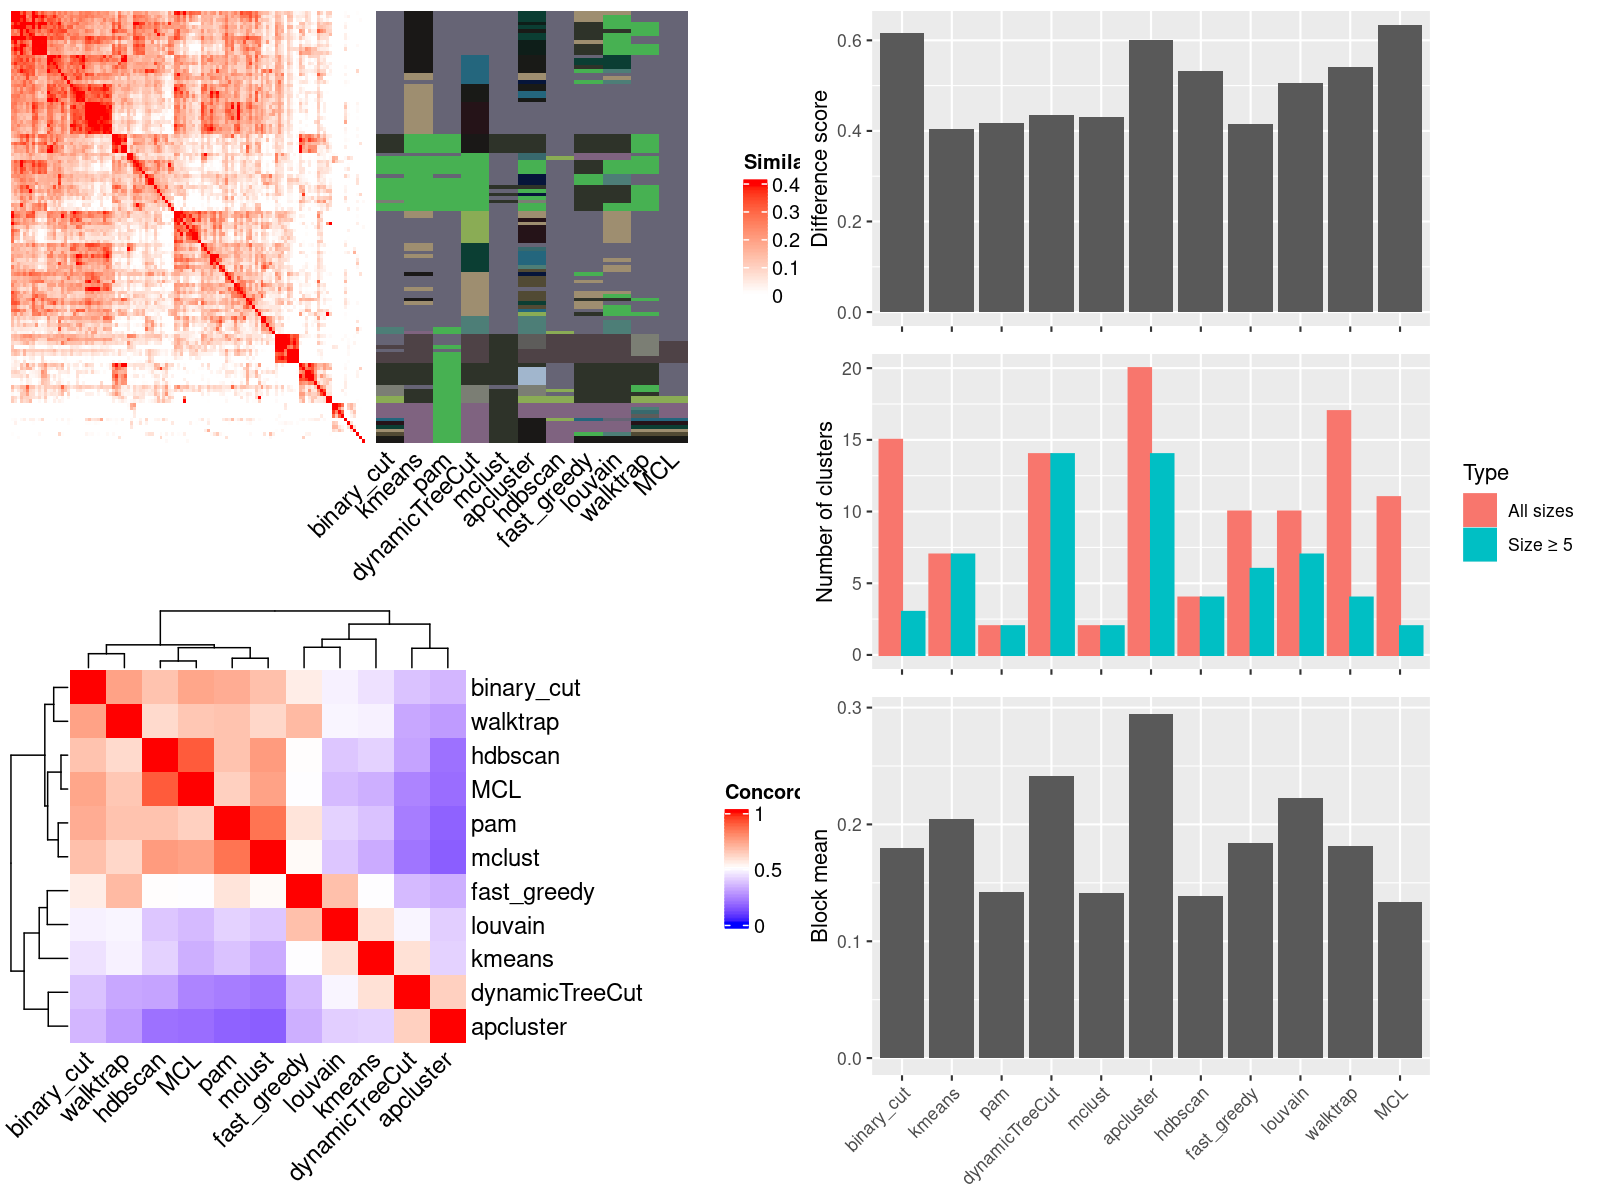 Simila
0.4
0.3
0.2
0.1
0
binary_cut
kmeans
pam
dynamicTreeCut
mclust
apcluster
hdbscan
fast_greedy
louvain
walktrap
MCL
binary_cut
walktrap
hdbscan
MCL
pam
mclust
fast_greedy
louvain
kmeans
dynamicTreeCut
apcluster
binary_cut
walktrap
hdbscan
MCL
pam
mclust
fast_greedy
louvain
kmeans
dynamicTreeCut
apcluster
Concord
1
0.5
0
Difference score
0.6
0.4
0.2
0.0
Number of clusters
20
15
10
5
0
Type
All sizes
Size ≥ 5
Block mean
0.3
0.2
0.1
0.0
binary_cut
kmeans
pam
dynamicTreeCut
mclust
apcluster
hdbscan
fast_greedy
louvain
walktrap
MCL